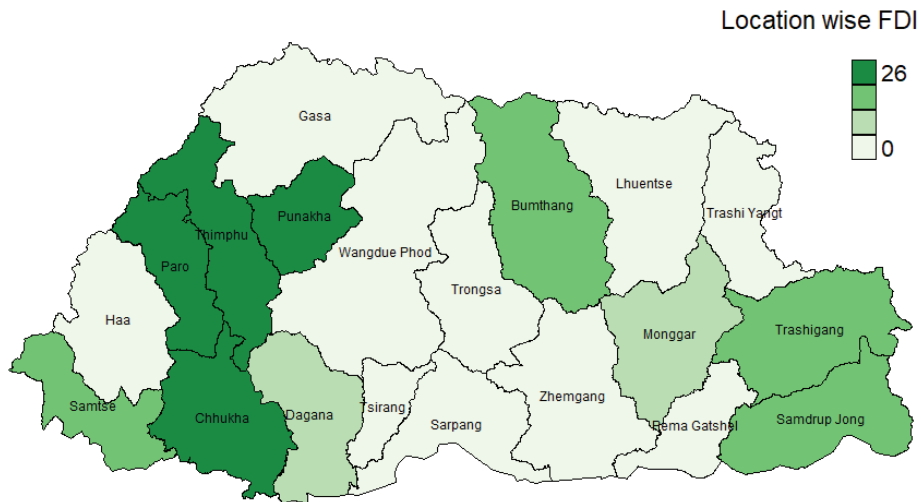 Location wise FDI
26
0
Gasa
Lhuentse
Trashi Yangt
Bumthang
Punakha
Thimphu
Wangdue Phod
Paro
Trongsa
Haa
Monggar
Trashigang
Zhemgang
Samtse
Chhukha
Dagana
Tsirang
Sarpang
Pema Gatshel
Samdrup Jong